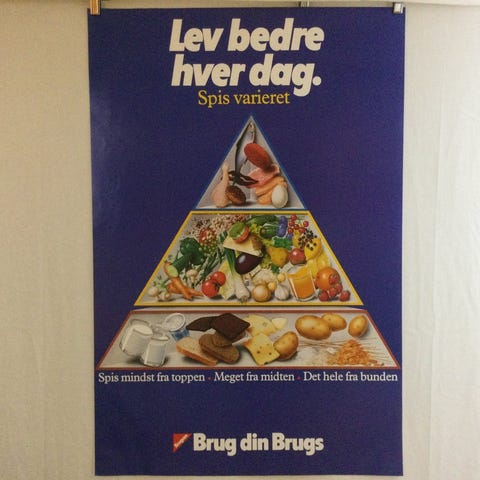 Lev bedre
hver dag.
Spis varieret
Spis mindst fra toppen · Meget fra midten · Det hele fra bunden
Brug din Brugs